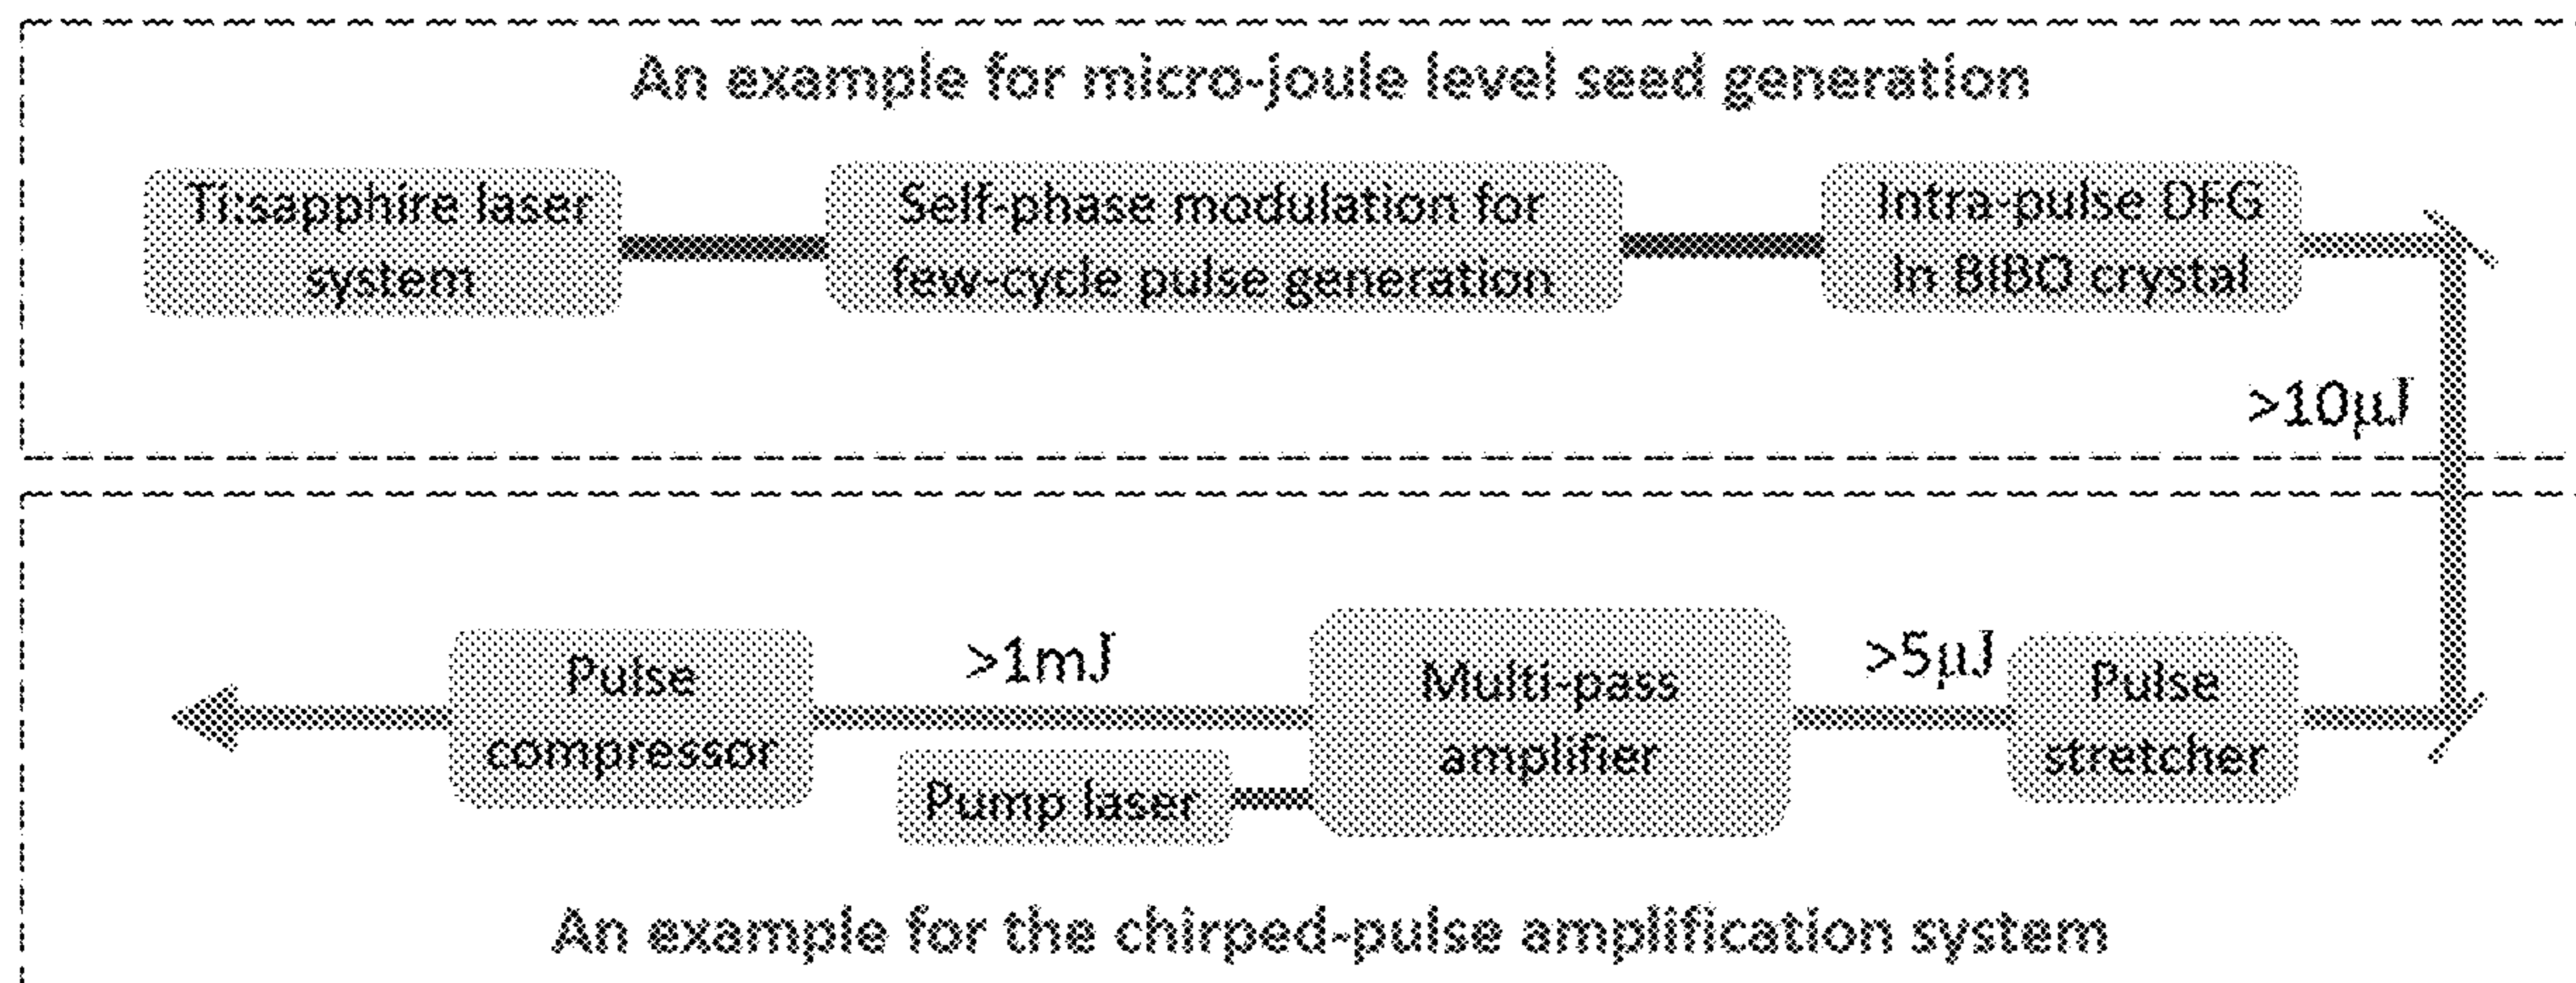 An example for micro-joule level seed generation
Ti:sapphire laser
system
Self-phase modulation for
few-cycle pulse generation
Intra-pulse DFG
in BIBO crystal
>10μJ
Pulse
compressor
>1mJ
Pump laser
Multi-pass
amplifier
>5μJ
Pulse
stretcher
An example for the chirped-pulse amplification system